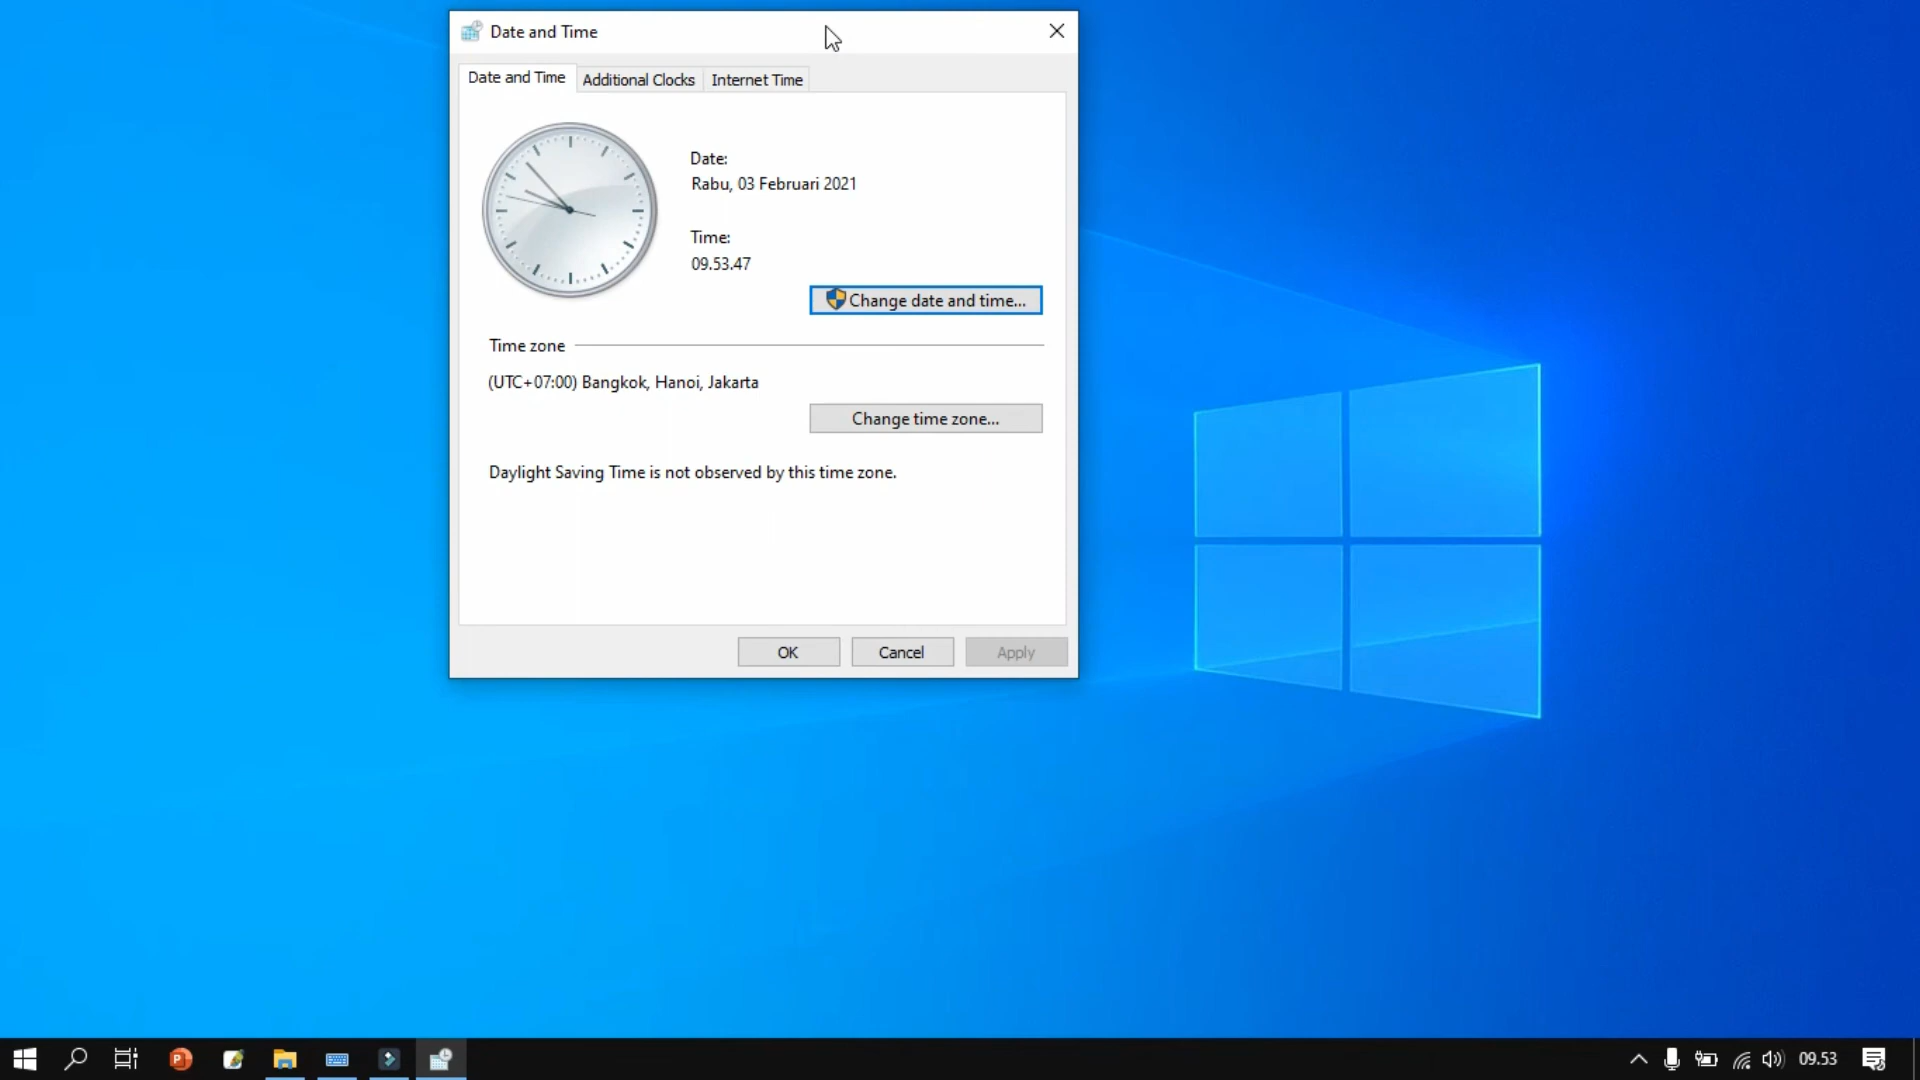 Date and Time
Date and Time Additional Clocks Internet Time
Date:
Rabu, 03 Februari 2021
Time:
09.53.47
Change date and time...
Time zone
(UTC+07:00) Bangkok, Hanoi, Jakarta
Change time zone...
Daylight Saving Time is not observed by this time zone.
OK Cancel Apply
P 09.53